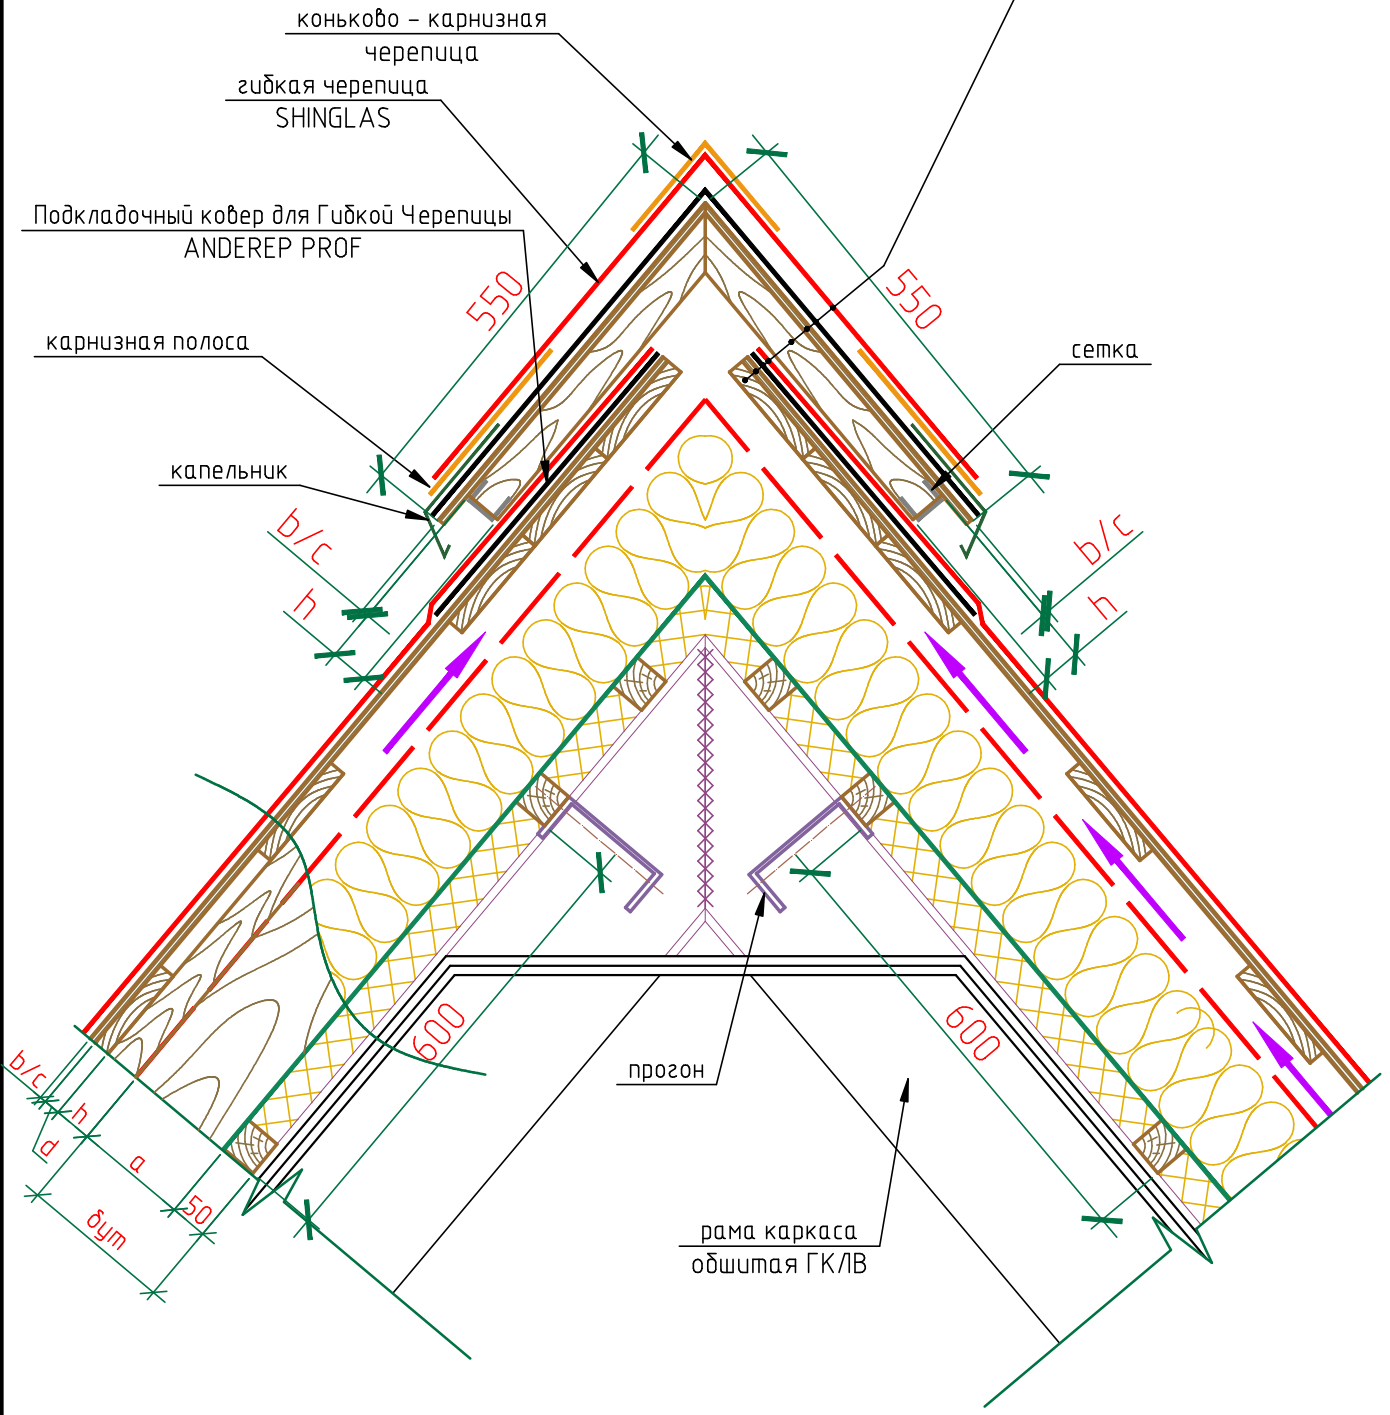 коньково - карнизная
черепица
гибкая черепица
SHINGLAS
Подкладочный ковер для Гибкой Черепицы
ANDEREP PROF
550
550
карнизная полоса
сетка
капельник
b/c
b/c
h
h
600
600
прогон
b/c
h
d
a
50
δут
рама каркаса
обшитая ГКЛВ